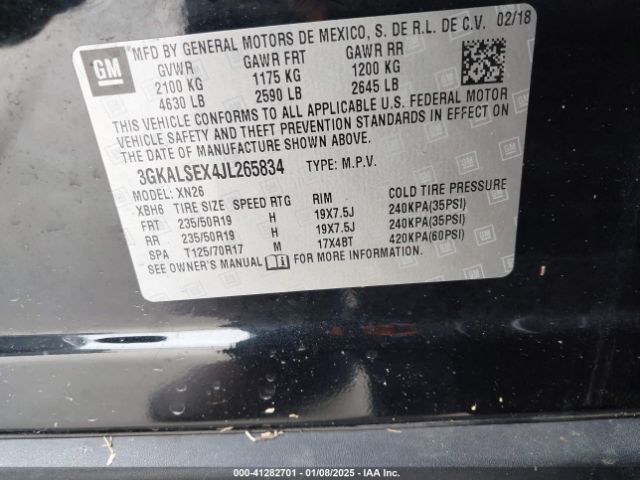 GM
MFD BY GENERAL MOTORS DE MEXICO, S. DE R.L. DE C.V. 02/18
GVWR GAWR FRT GAWR RR
2100 KG 1175 KG 1200 KG
4630 LB 2590 LB 2645 LB
THIS VEHICLE CONFORMS TO ALL APPLICABLE U.S. FEDERAL MOTOR
VEHICLE SAFETY AND THEFT PREVENTION STANDARDS IN EFFECT ON
THE DATE OF MANUFACTURE SHOWN ABOVE.
3GKALSEX4JL265834 TYPE: M.P.V.
MODEL: XN26
XBH6 TIRE SIZE SPEED RTG RIM COLD TIRE PRESSURE
FRT 235/50R19 H 19X7.5J 240KPA(35PSI)
RR 235/50R19 H 19X7.5J 240KPA(35PSI)
SPA T125/70R17 M 17X4BT 420KPA(60PSI)
SEE OWNER'S MANUAL FOR ADDITIONAL INFORMATION
000-41282701 - 01/08/2025 - IAA Inc.